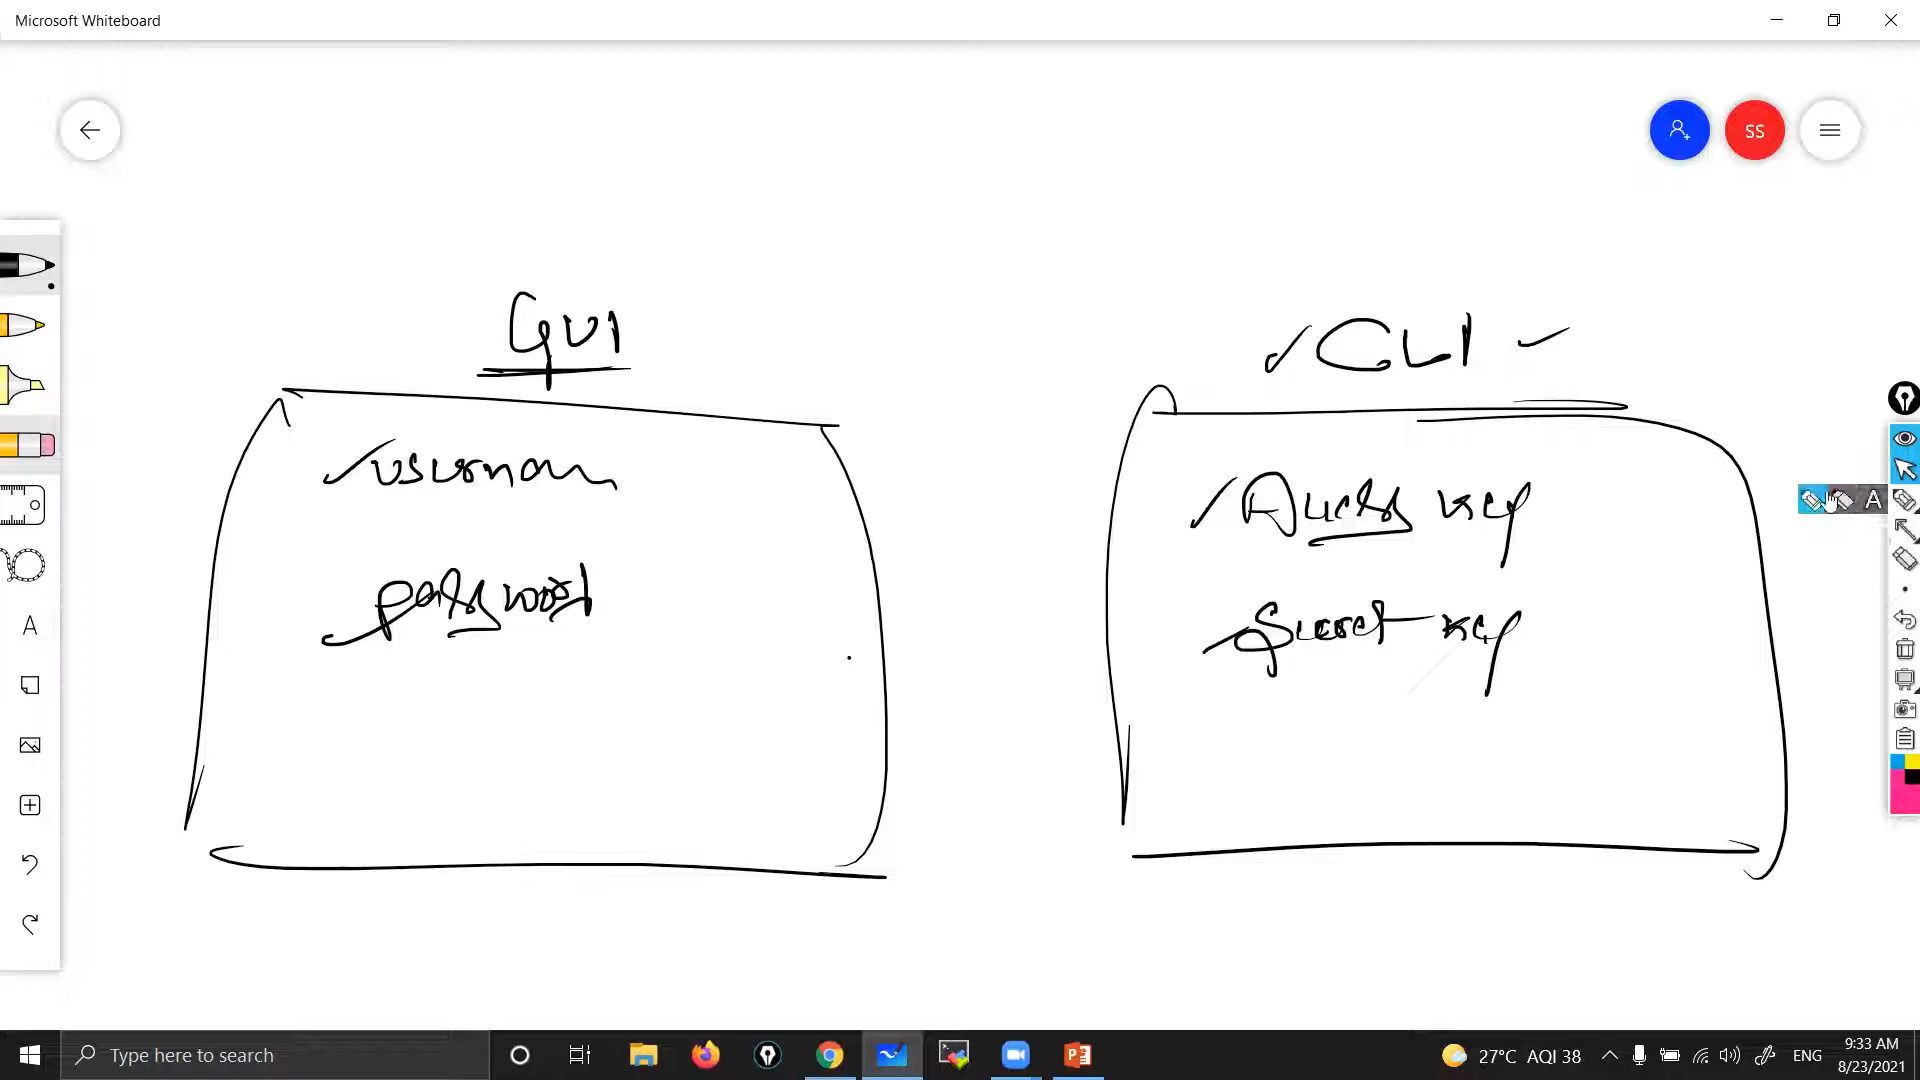 Microsoft Whiteboard
SS
GUI
CLI
usernam
password
Access key
Secret key
A
A
Type here to search
27°C AQI 38
ENG
9:33 AM
8/23/2021